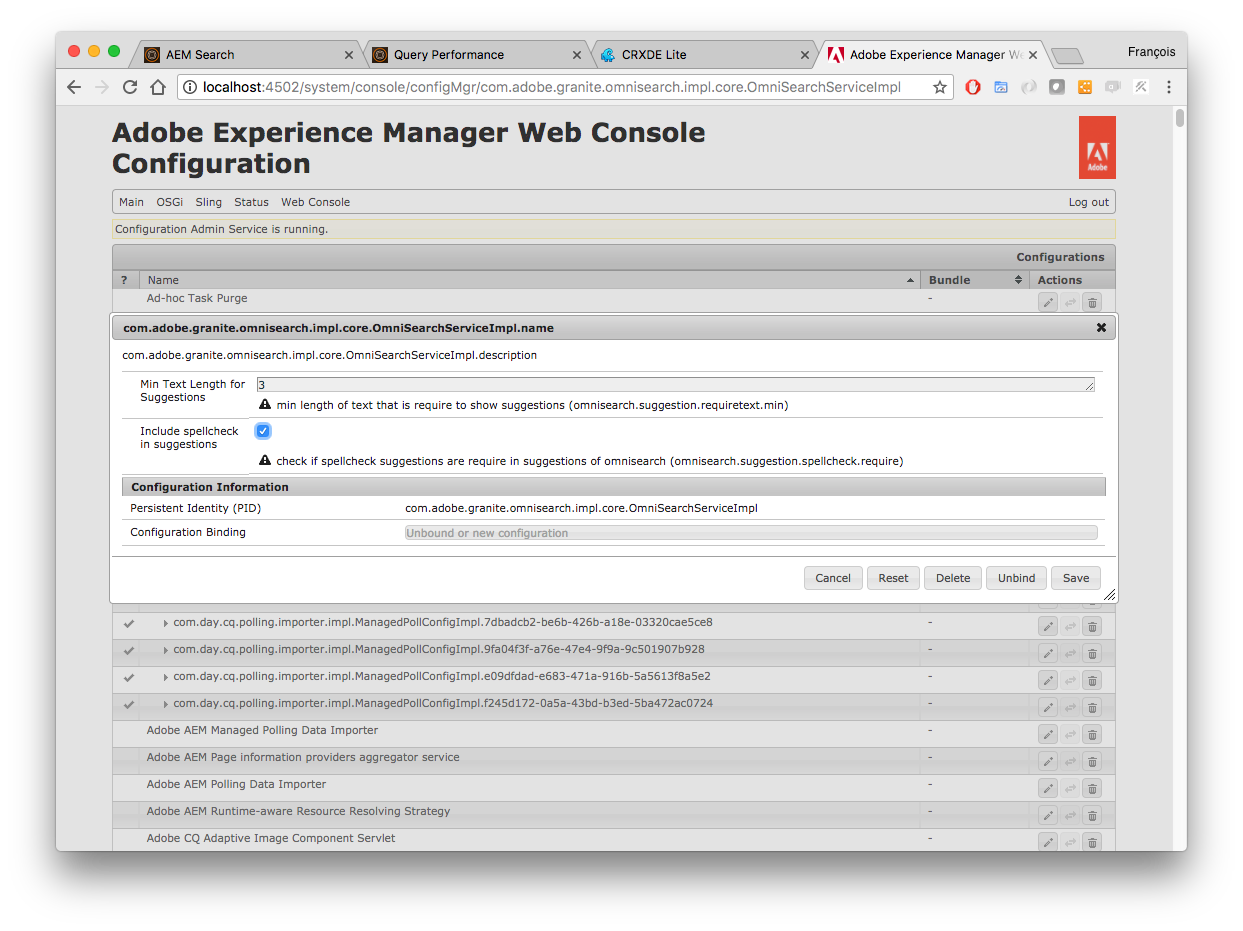 AEM Search
Query Performance
CRXDE Lite
Adobe Experience Manager We
François
localhost:4502/system/console/configMgr/com.adobe.granite.omnisearch.impl.core.OmniSearchServiceImpl
Adobe Experience Manager Web Console
Configuration
Adobe
Main OSGi Sling Status Web Console Log out
Configuration Admin Service is running.
Configurations
? Name Bundle Actions
Ad-hoc Task Purge -
com.adobe.granite.omnisearch.impl.core.OmniSearchServiceImpl.name
com.adobe.granite.omnisearch.impl.core.OmniSearchServiceImpl.description
Min Text Length for
Suggestions
3
min length of text that is require to show suggestions (omnisearch.suggestion.requiretext.min)
Include spellcheck
in suggestions
check if spellcheck suggestions are require in suggestions of omnisearch (omnisearch.suggestion.spellcheck.require)
Configuration Information
Persistent Identity (PID) com.adobe.granite.omnisearch.impl.core.OmniSearchServiceImpl
Configuration Binding Unbound or new configuration
Cancel Reset Delete Unbind Save
com.day.cq.polling.importer.impl.ManagedPollConfigImpl.7dbadcb2-be6b-426b-a18e-03320cae5ce8 -
com.day.cq.polling.importer.impl.ManagedPollConfigImpl.9fa04f3f-a76e-47e4-9f9a-9c501907b928 -
com.day.cq.polling.importer.impl.ManagedPollConfigImpl.e09dfdad-e683-471a-916b-5a5613f8a5e2 -
com.day.cq.polling.importer.impl.ManagedPollConfigImpl.f245d172-0a5a-43bd-b3ed-5ba472ac0724 -
Adobe AEM Managed Polling Data Importer -
Adobe AEM Page information providers aggregator service -
Adobe AEM Polling Data Importer -
Adobe AEM Runtime-aware Resource Resolving Strategy -
Adobe CQ Adaptive Image Component Servlet -